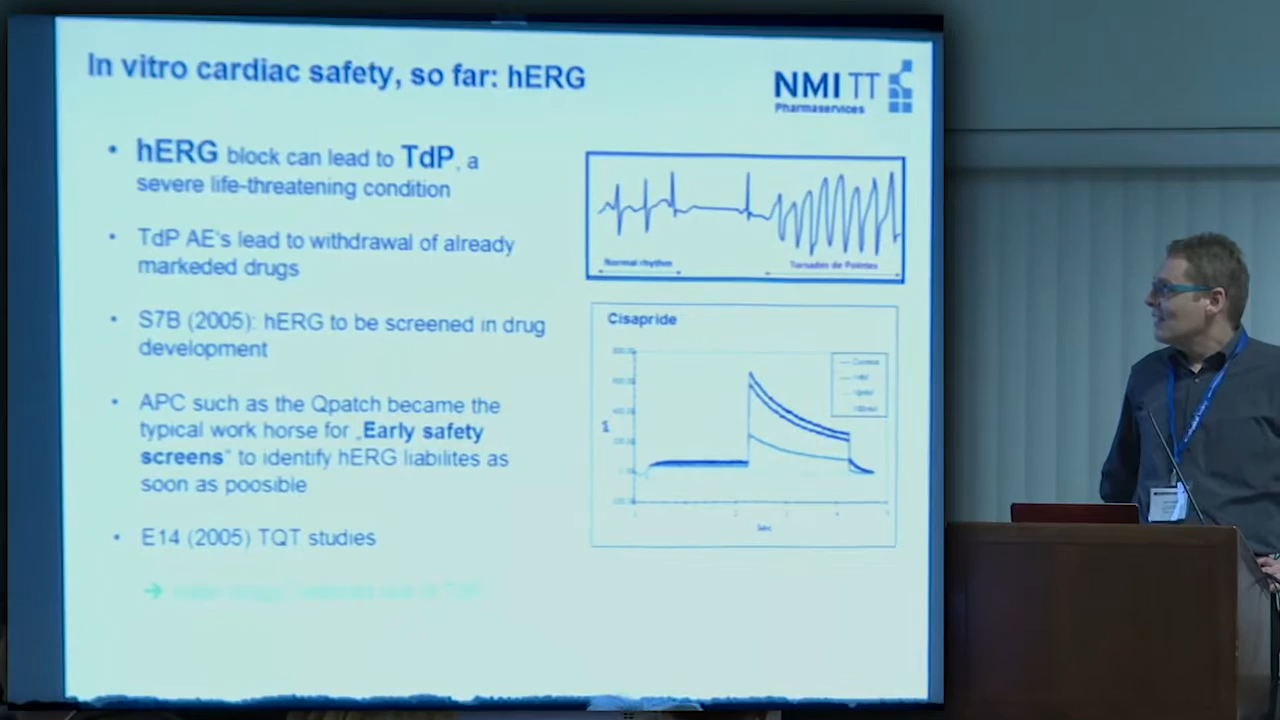 In vitro cardiac safety, so far: hERG
NMI TT
Pharmaservices
• hERG block can lead to TdP, a
severe life-threatening condition
• TdP AE's lead to withdrawal of already
markeded drugs
• S7B (2005): hERG to be screened in drug
development
• APC such as the Qpatch became the
typical work horse for „Early safety
screens“ to identify hERG liabilites as
soon as poosible
• E14 (2005) TQT studies
Normal rhythm
Torsades de Pointes
Cisapride
Sec